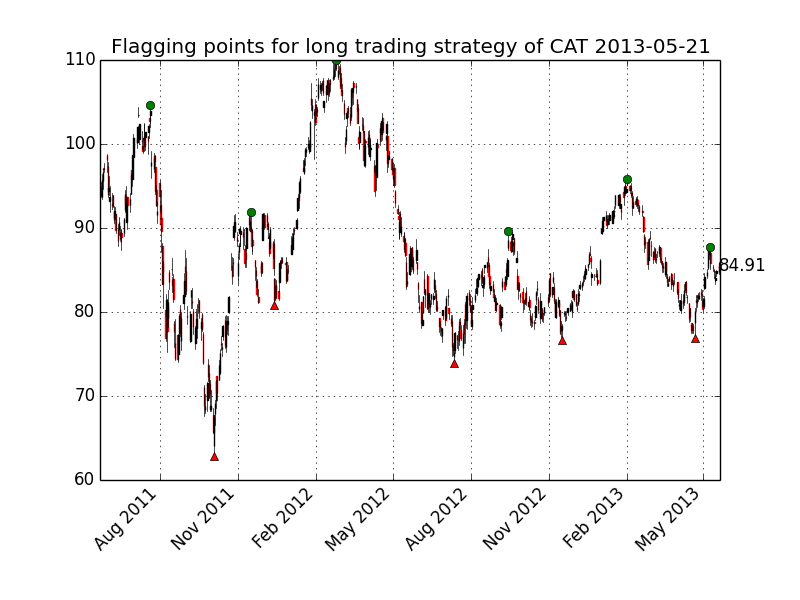 Flagging points for long trading strategy of CAT 2013-05-21
110
100
90
80
70
60
84.91
Aug 2011
Nov 2011
Feb 2012
May 2012
Aug 2012
Nov 2012
Feb 2013
May 2013